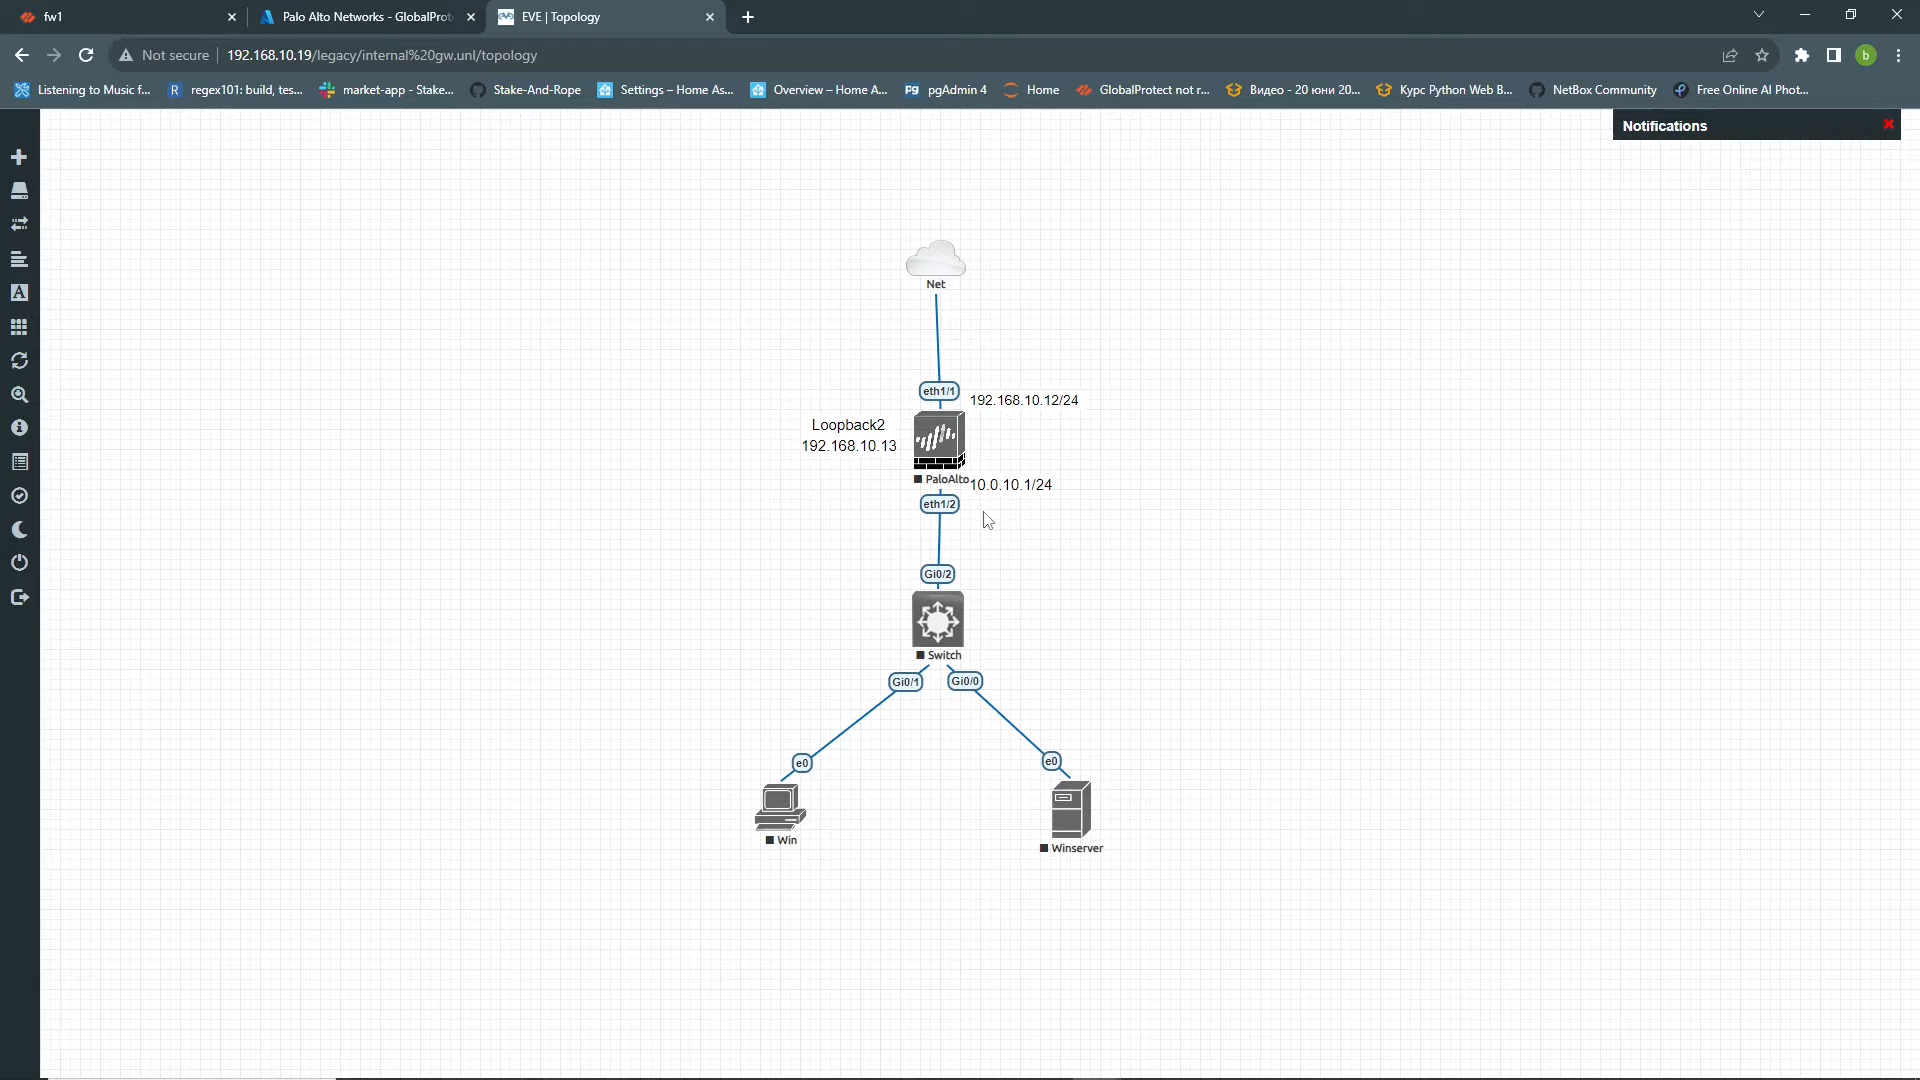 fw1
Palo Alto Networks - GlobalProt
EVE | Topology
Not secure
192.168.10.19/legacy/internal%20gw.unl/topology
b
Listening to Music f...
R
regex101: build, tes...
market-app - Stake...
Stake-And-Rope
Settings – Home As...
Overview – Home A...
Pg
pgAdmin 4
Home
GlobalProtect not r...
Видео - 20 юни 20...
Курс Python Web B...
NetBox Community
Free Online AI Phot...
Notifications
A
Net
eth1/1
192.168.10.12/24
Loopback2
192.168.10.13
PaloAlto
10.0.10.1/24
eth1/2
Gi0/2
Switch
Gi0/1
Gi0/0
e0
e0
Win
Winserver